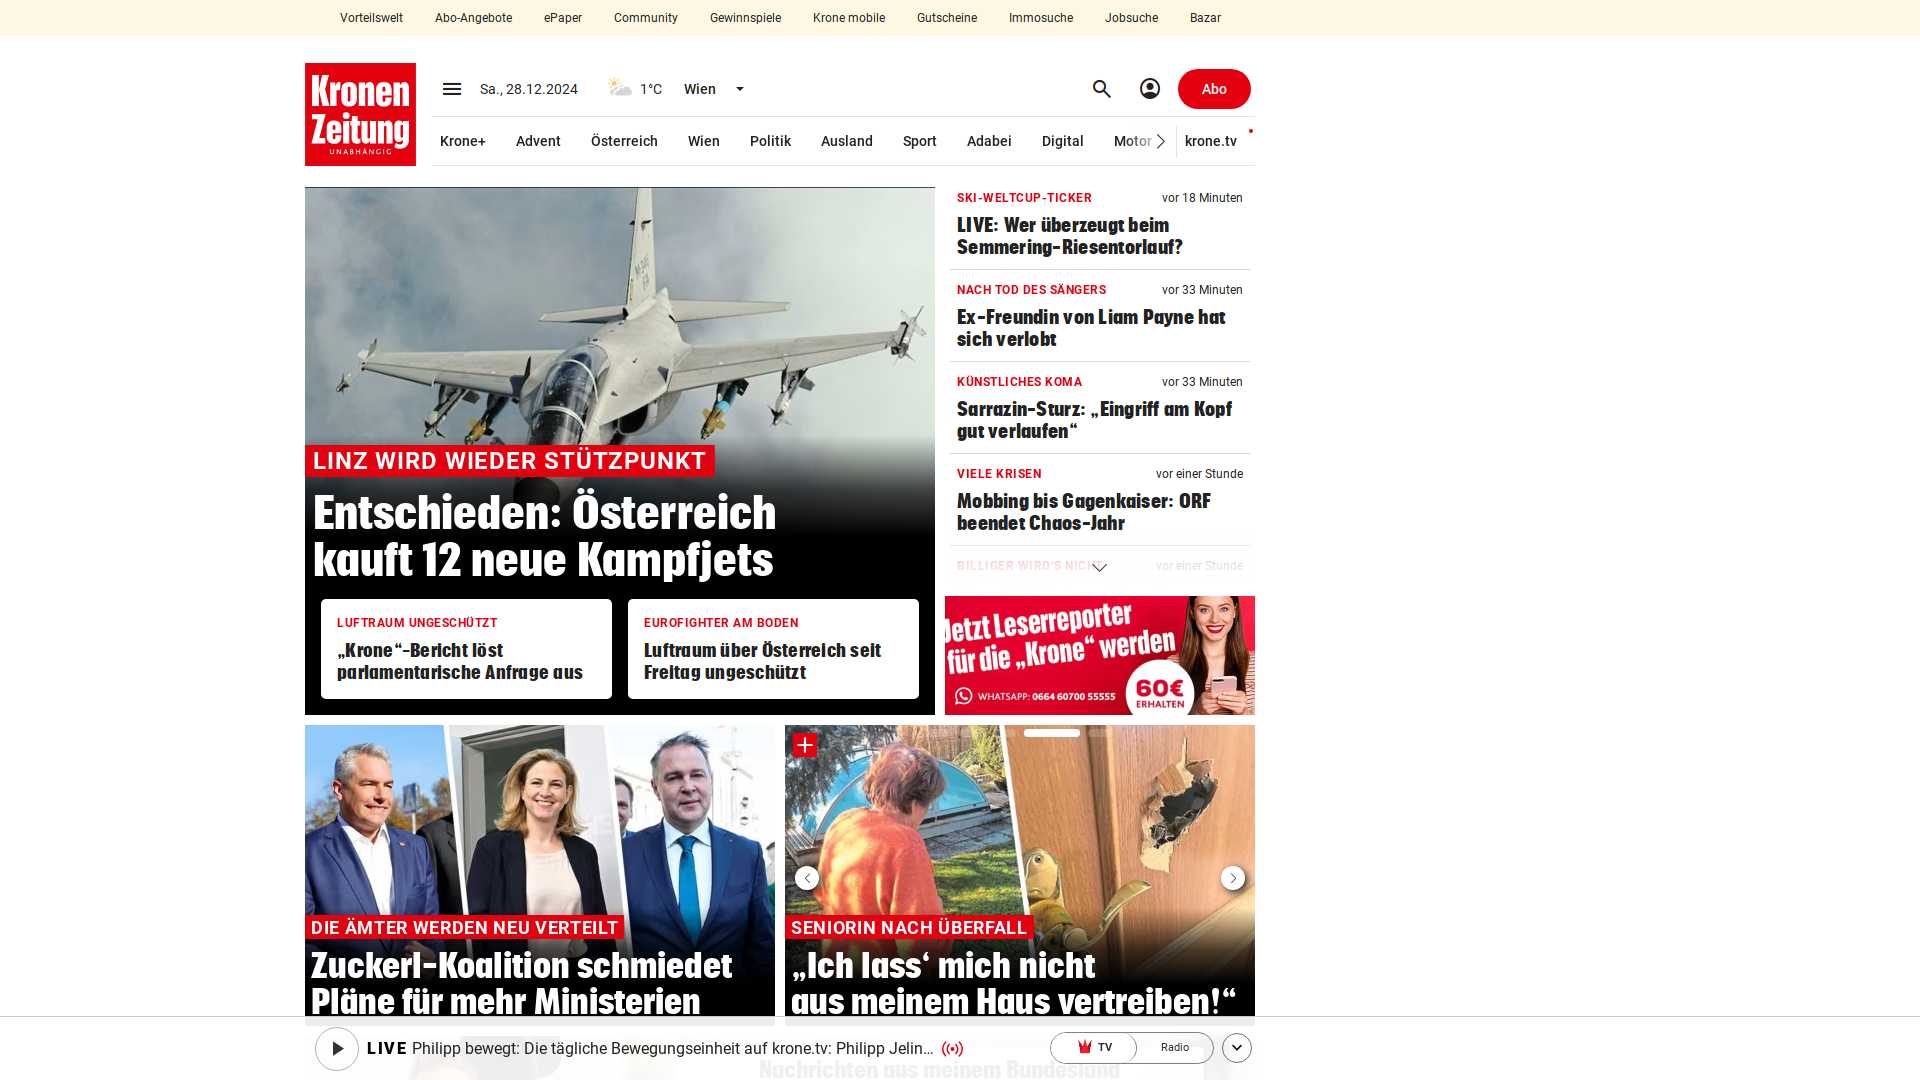 Vorteilswelt Abo-Angebote ePaper Community Gewinnspiele Krone mobile Gutscheine Immosuche Jobsuche Bazar
Kronen
Zeitung
UNABHÄNGIG
Sa., 28.12.2024 1°C Wien
Abo
Krone+ Advent Österreich Wien Politik Ausland Sport Adabei Digital Motor krone.tv
LINZ WIRD WIEDER STÜTZPUNKT
Entschieden: Österreich
kauft 12 neue Kampfjets
LUFTRAUM UNGESCHÜTZT
„Krone“-Bericht löst
parlamentarische Anfrage aus
EUROFIGHTER AM BODEN
Luftraum über Österreich seit
Freitag ungeschützt
SKI-WELTCUP-TICKER vor 18 Minuten
LIVE: Wer überzeugt beim
Semmering-Riesentorlauf?
NACH TOD DES SÄNGERS vor 33 Minuten
Ex-Freundin von Liam Payne hat
sich verlobt
KÜNSTLICHES KOMA vor 33 Minuten
Sarrazin-Sturz: „Eingriff am Kopf
gut verlaufen“
VIELE KRISEN vor einer Stunde
Mobbing bis Gagenkaiser: ORF
beendet Chaos-Jahr
BILLIGER WIRD'S NICHT vor einer Stunde
Jetzt Leserreporter
für die „Krone“ werden
WHATSAPP: 0664 60700 55555
60€
ERHALTEN
DIE ÄMTER WERDEN NEU VERTEILT
Zuckerl-Koalition schmiedet
Pläne für mehr Ministerien
SENIORIN NACH ÜBERFALL
„Ich lass‘ mich nicht
aus meinem Haus vertreiben!“
LIVE Philipp bewegt: Die tägliche Bewegungseinheit auf krone.tv: Philipp Jelin...
TV Radio
Nachrichten aus meinem Bundesland